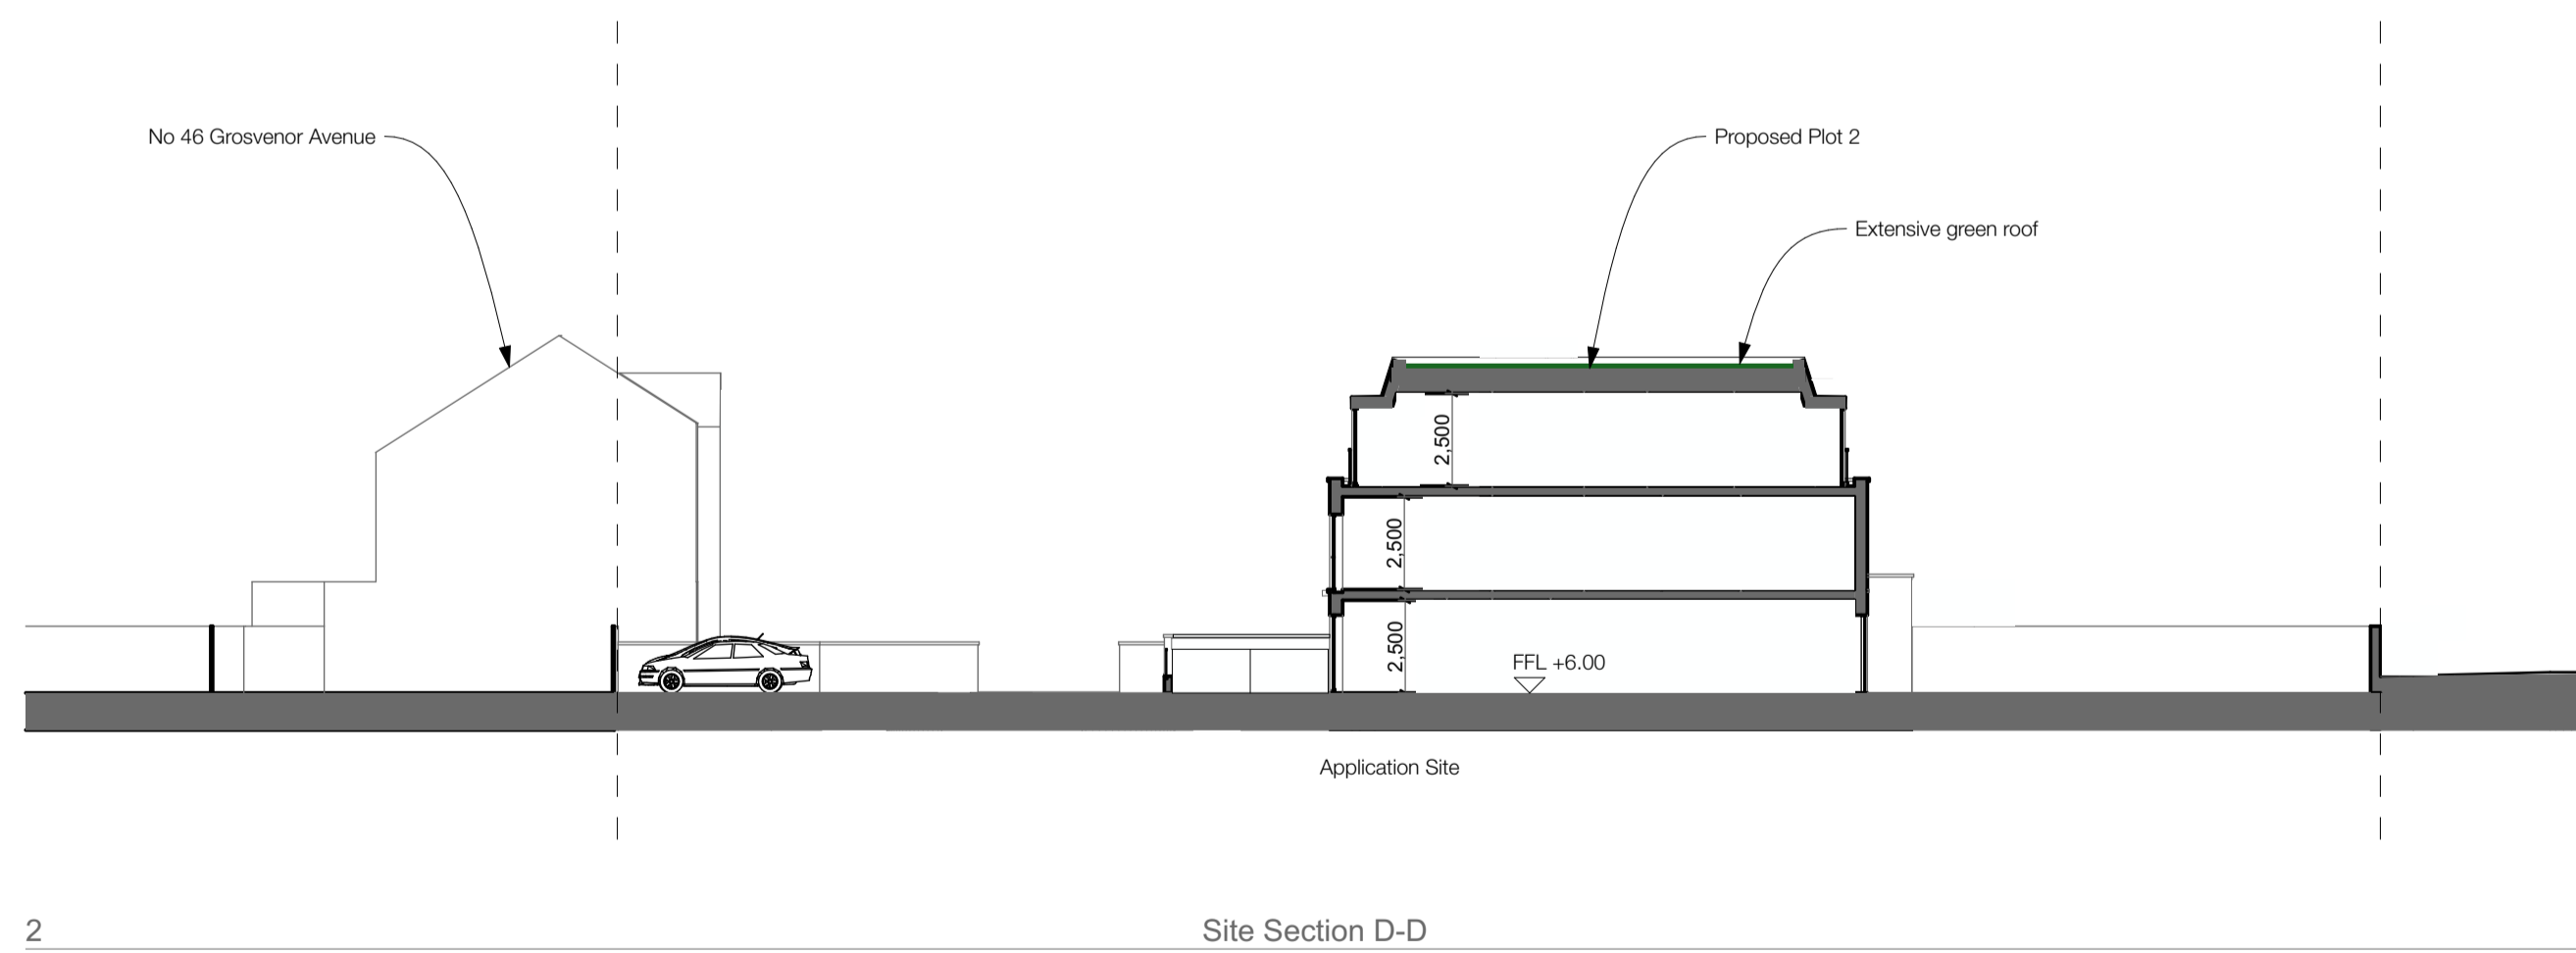 No 46 Grosvenor Avenue
Proposed Plot 2
Extensive green roof
2,500
2,500
2,500
FFL +6.00
Application Site
2
Site Section D-D